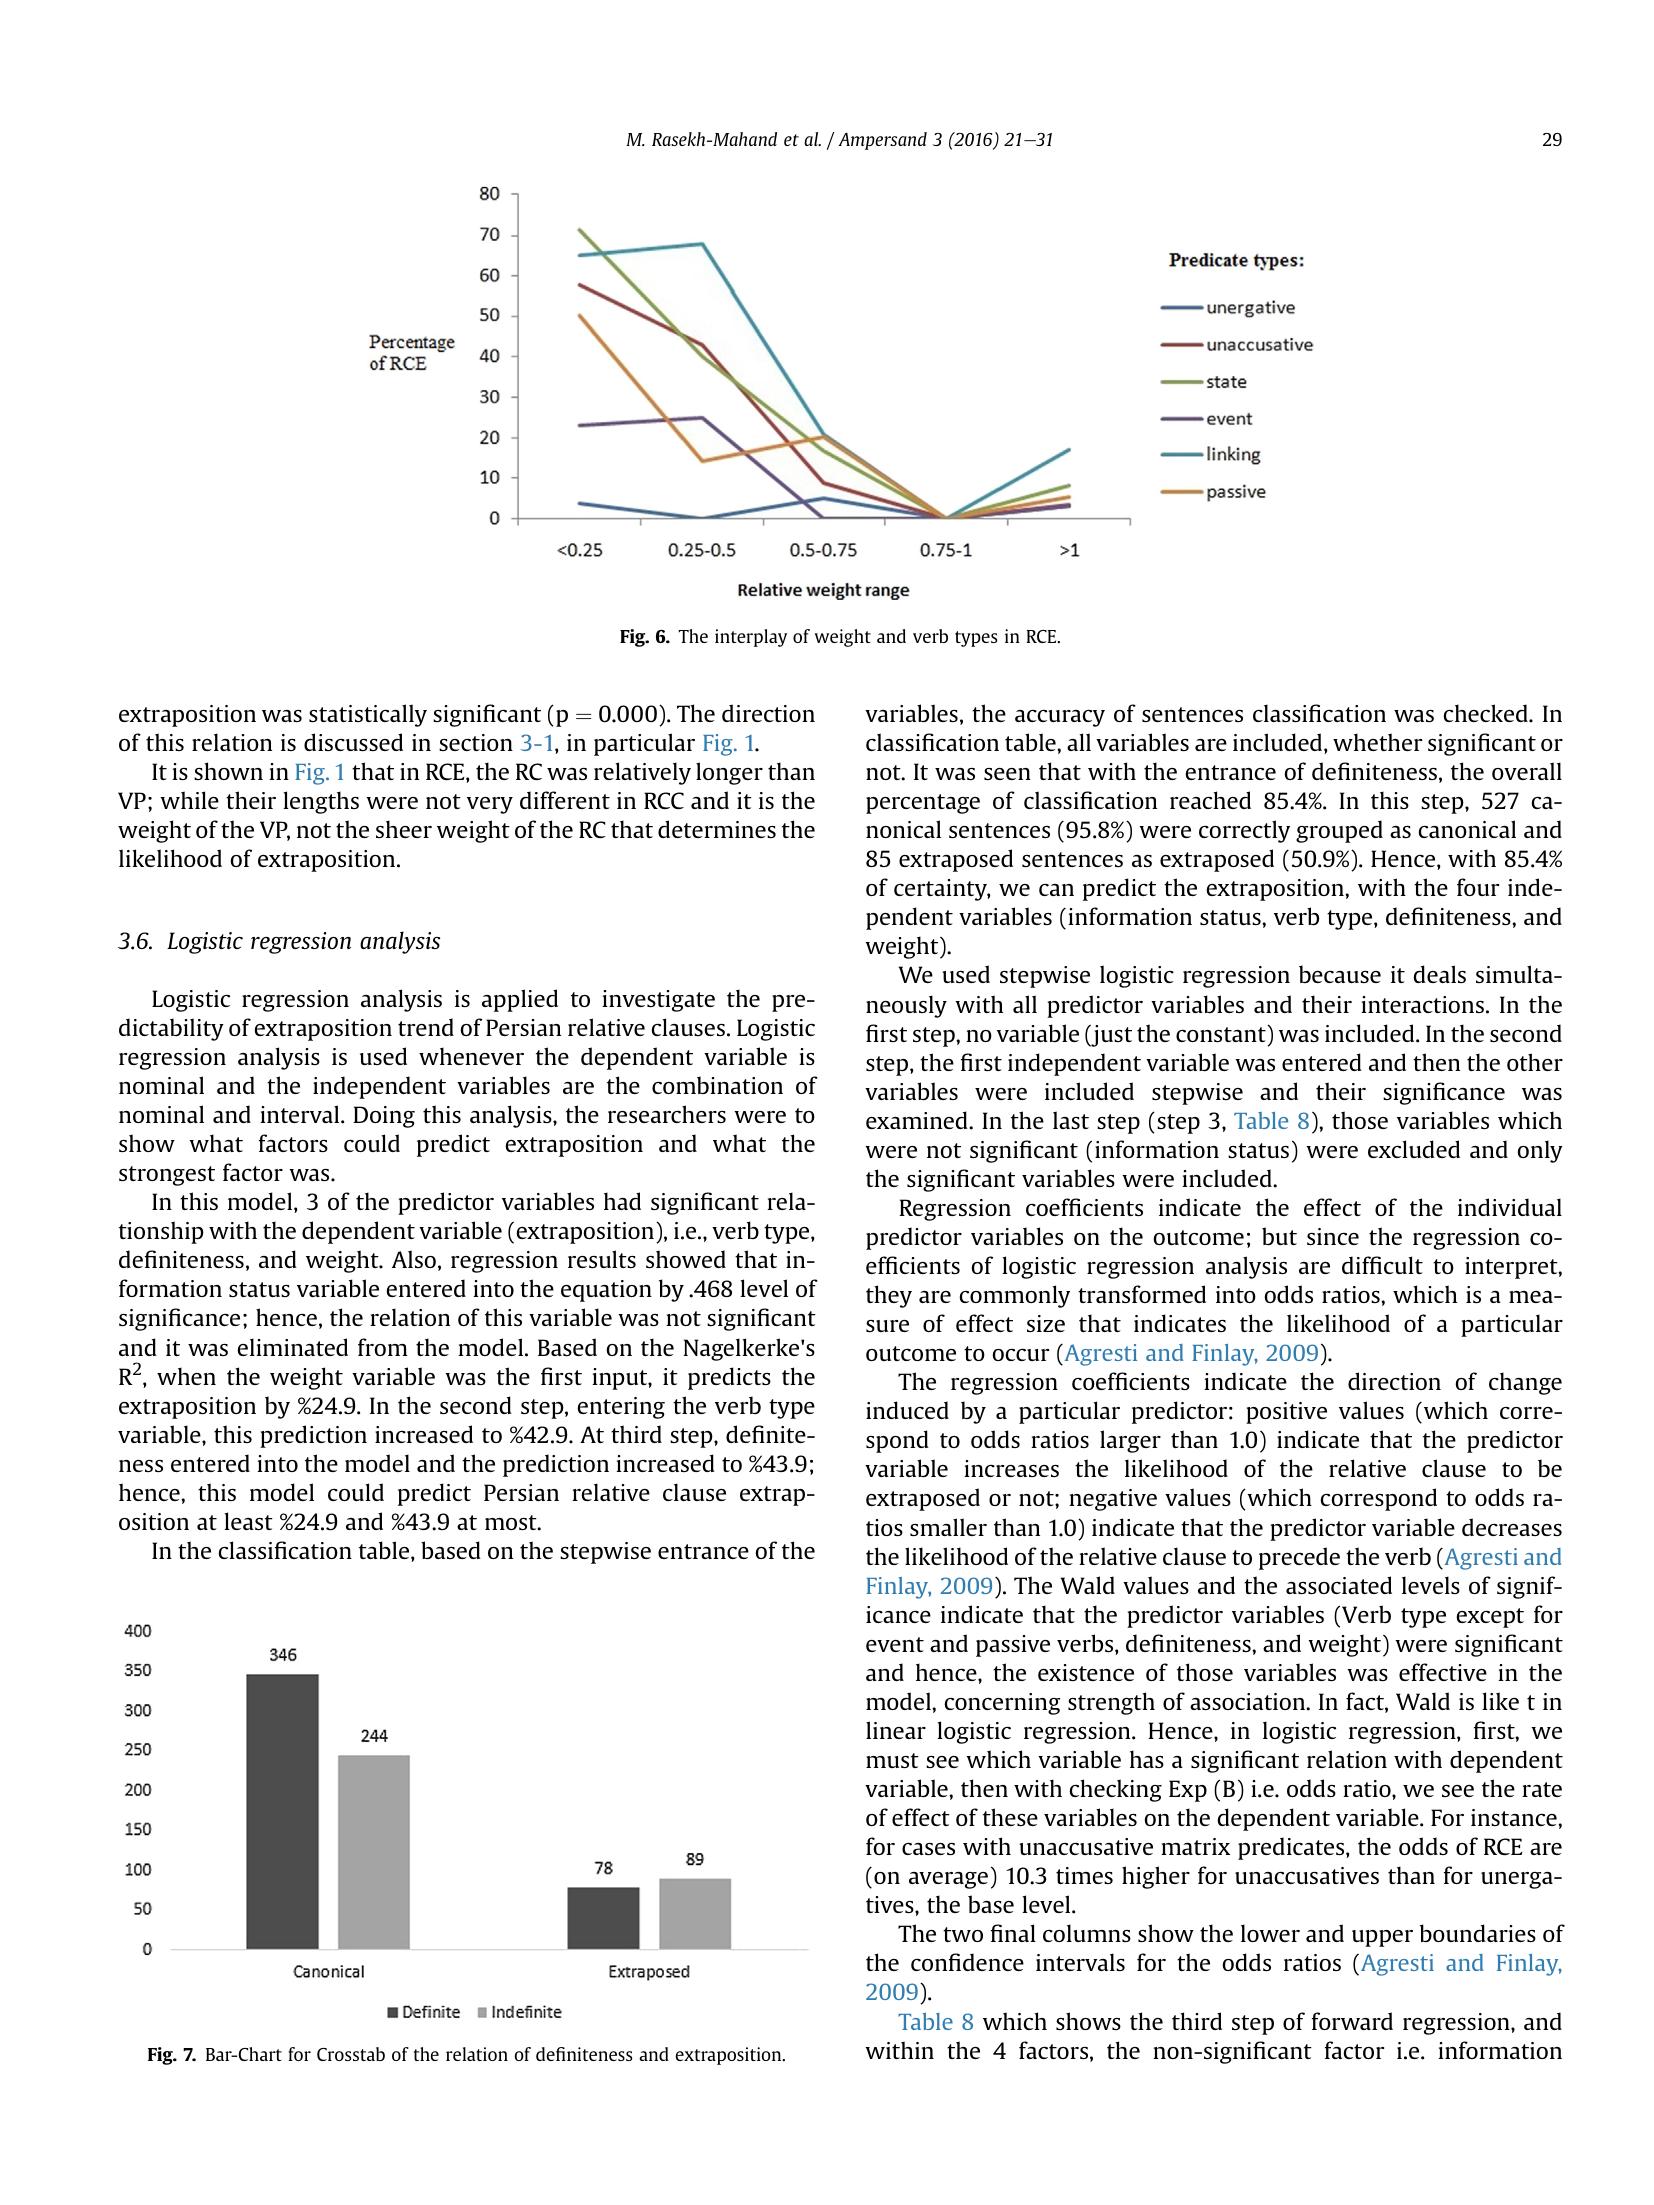 M. Rasekh-Mahand et al. / Ampersand 3 (2016) 21–31
29
80
70
60
50
40
30
20
10
0
Percentage
of RCE
<0.25 0.25-0.5 0.5-0.75 0.75-1 >1
Relative weight range
Predicate types:
unergative
unaccusative
state
event
linking
passive
Fig. 6. The interplay of weight and verb types in RCE.
extraposition was statistically significant (p = 0.000). The direction
of this relation is discussed in section 3-1, in particular Fig. 1.
It is shown in Fig. 1 that in RCE, the RC was relatively longer than
VP; while their lengths were not very different in RCC and it is the
weight of the VP, not the sheer weight of the RC that determines the
likelihood of extraposition.
3.6. Logistic regression analysis
Logistic regression analysis is applied to investigate the pre-
dictability of extraposition trend of Persian relative clauses. Logistic
regression analysis is used whenever the dependent variable is
nominal and the independent variables are the combination of
nominal and interval. Doing this analysis, the researchers were to
show what factors could predict extraposition and what the
strongest factor was.
In this model, 3 of the predictor variables had significant rela-
tionship with the dependent variable (extraposition), i.e., verb type,
definiteness, and weight. Also, regression results showed that in-
formation status variable entered into the equation by .468 level of
significance; hence, the relation of this variable was not significant
and it was eliminated from the model. Based on the Nagelkerke's
R², when the weight variable was the first input, it predicts the
extraposition by %24.9. In the second step, entering the verb type
variable, this prediction increased to %42.9. At third step, definite-
ness entered into the model and the prediction increased to %43.9;
hence, this model could predict Persian relative clause extrap-
osition at least %24.9 and %43.9 at most.
In the classification table, based on the stepwise entrance of the
400
350
300
250
200
150
100
50
0
346
244
78
89
Canonical Extraposed
Definite Indefinite
Fig. 7. Bar-Chart for Crosstab of the relation of definiteness and extraposition.
variables, the accuracy of sentences classification was checked. In
classification table, all variables are included, whether significant or
not. It was seen that with the entrance of definiteness, the overall
percentage of classification reached 85.4%. In this step, 527 ca-
nonical sentences (95.8%) were correctly grouped as canonical and
85 extraposed sentences as extraposed (50.9%). Hence, with 85.4%
of certainty, we can predict the extraposition, with the four inde-
pendent variables (information status, verb type, definiteness, and
weight).
We used stepwise logistic regression because it deals simulta-
neously with all predictor variables and their interactions. In the
first step, no variable (just the constant) was included. In the second
step, the first independent variable was entered and then the other
variables were included stepwise and their significance was
examined. In the last step (step 3, Table 8), those variables which
were not significant (information status) were excluded and only
the significant variables were included.
Regression coefficients indicate the effect of the individual
predictor variables on the outcome; but since the regression co-
efficients of logistic regression analysis are difficult to interpret,
they are commonly transformed into odds ratios, which is a mea-
sure of effect size that indicates the likelihood of a particular
outcome to occur (Agresti and Finlay, 2009).
The regression coefficients indicate the direction of change
induced by a particular predictor: positive values (which corre-
spond to odds ratios larger than 1.0) indicate that the predictor
variable increases the likelihood of the relative clause to be
extraposed or not; negative values (which correspond to odds ra-
tios smaller than 1.0) indicate that the predictor variable decreases
the likelihood of the relative clause to precede the verb (Agresti and
Finlay, 2009). The Wald values and the associated levels of signif-
icance indicate that the predictor variables (Verb type except for
event and passive verbs, definiteness, and weight) were significant
and hence, the existence of those variables was effective in the
model, concerning strength of association. In fact, Wald is like t in
linear logistic regression. Hence, in logistic regression, first, we
must see which variable has a significant relation with dependent
variable, then with checking Exp (B) i.e. odds ratio, we see the rate
of effect of these variables on the dependent variable. For instance,
for cases with unaccusative matrix predicates, the odds of RCE are
(on average) 10.3 times higher for unaccusatives than for unerga-
tives, the base level.
The two final columns show the lower and upper boundaries of
the confidence intervals for the odds ratios (Agresti and Finlay,
2009).
Table 8 which shows the third step of forward regression, and
within the 4 factors, the non-significant factor i.e. information